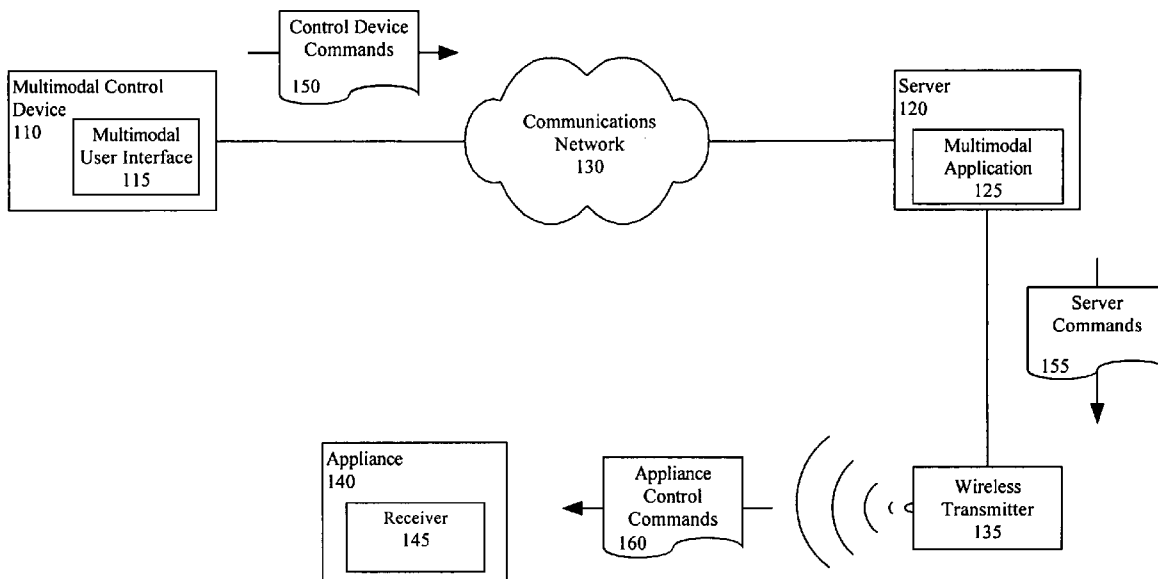 Control Device
Commands
150
Multimodal Control
Device
110
Multimodal
User Interface
115
Communications
Network
130
Server
120
Multimodal
Application
125
Server
Commands
155
Appliance
140
Receiver
145
Appliance
Control
Commands
160
Wireless
Transmitter
135